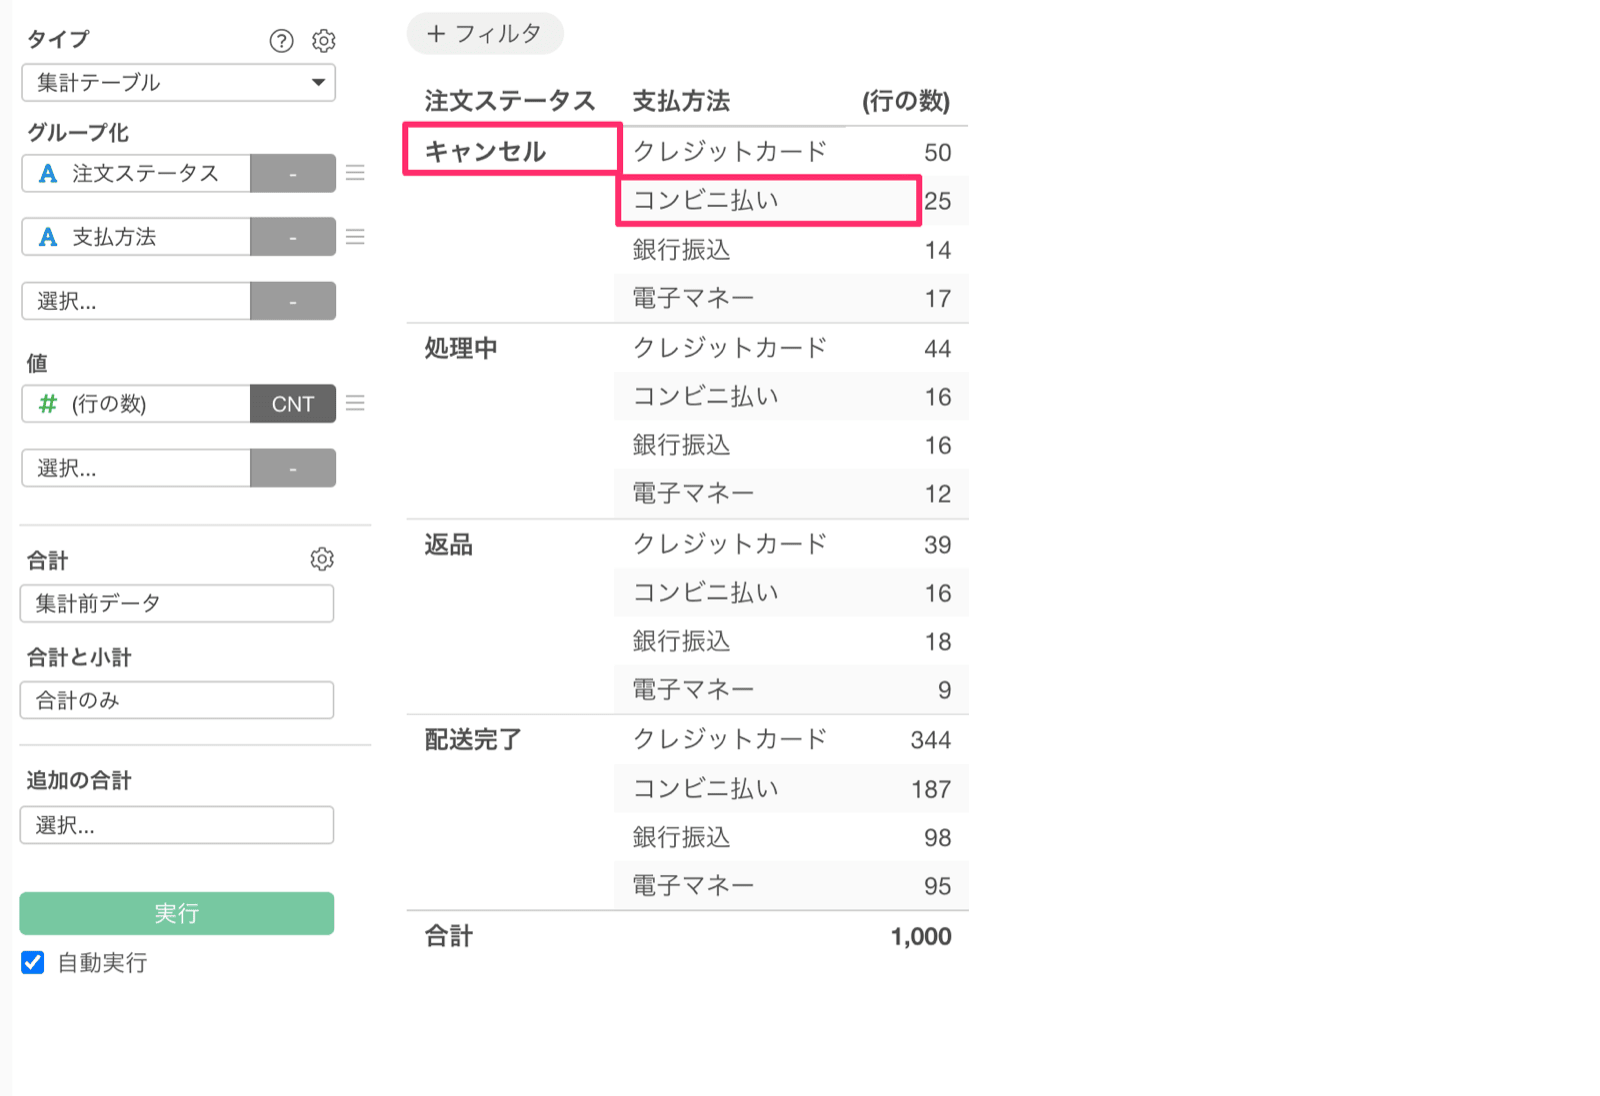 タイプ
集計テーブル
グループ化
A 注文ステータス -
A 支払方法 -
選択... -
値
# (行の数) CNT
選択... -
合計
集計前データ
合計と小計
合計のみ
追加の合計
選択...
実行
自動実行
+ フィルタ
注文ステータス 支払方法 (行の数)
キャンセル クレジットカード 50
コンビニ払い 25
銀行振込 14
電子マネー 17
処理中 クレジットカード 44
コンビニ払い 16
銀行振込 16
電子マネー 12
返品 クレジットカード 39
コンビニ払い 16
銀行振込 18
電子マネー 9
配送完了 クレジットカード 344
コンビニ払い 187
銀行振込 98
電子マネー 95
合計 1,000